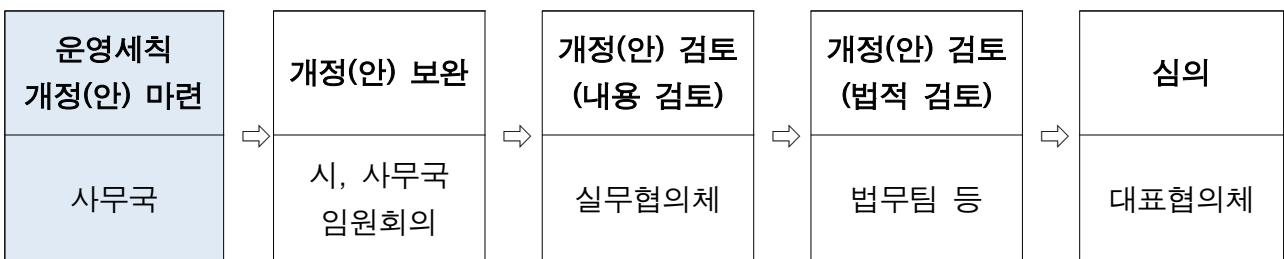 운영세칙
개정(안) 마련
사무국
⇨
개정(안) 보완
시, 사무국
임원회의
⇨
개정(안) 검토
(내용 검토)
실무협의체
⇨
개정(안) 검토
(법적 검토)
법무팀 등
⇨
심의
대표협의체